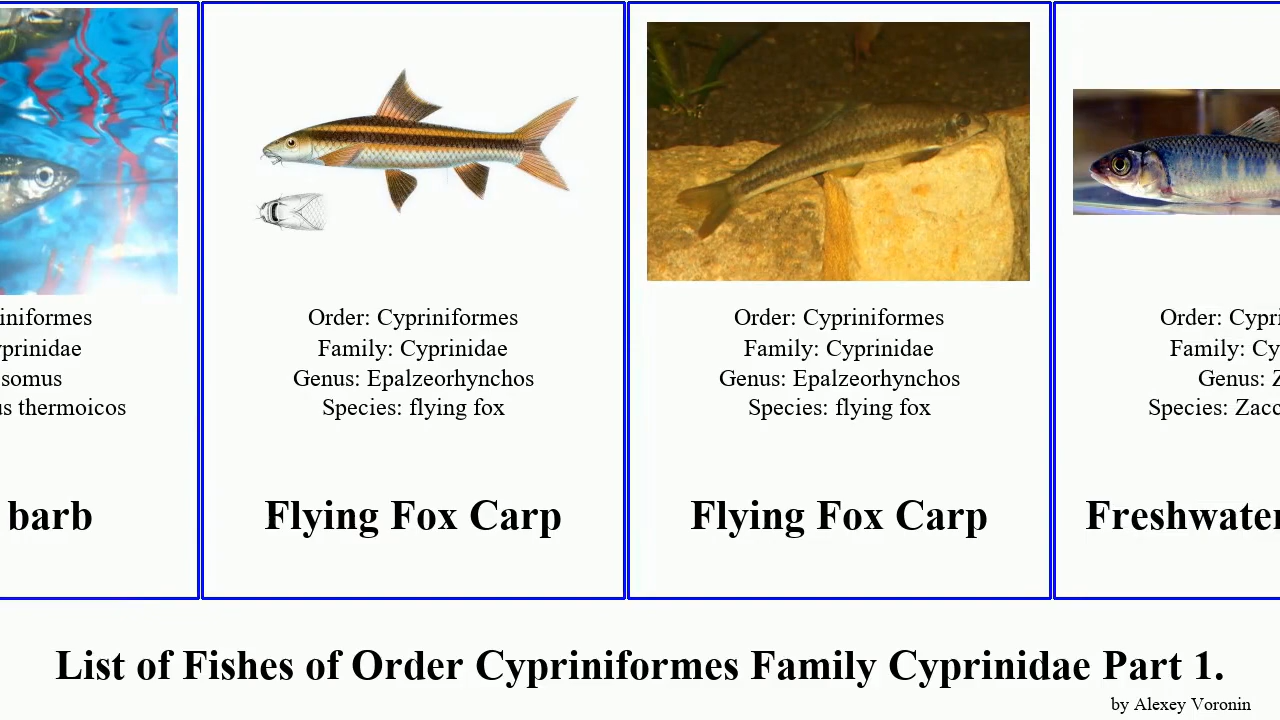 iniformes
prinidae
somus
us thermoicos
barb
Order: Cypriniformes
Family: Cyprinidae
Genus: Epalzeorhynchos
Species: flying fox
Flying Fox Carp
Order: Cypriniformes
Family: Cyprinidae
Genus: Epalzeorhynchos
Species: flying fox
Flying Fox Carp
Order: Cypri
Family: Cy
Genus: Z
Species: Zacc
Freshwater
List of Fishes of Order Cypriniformes Family Cyprinidae Part 1.
by Alexey Voronin